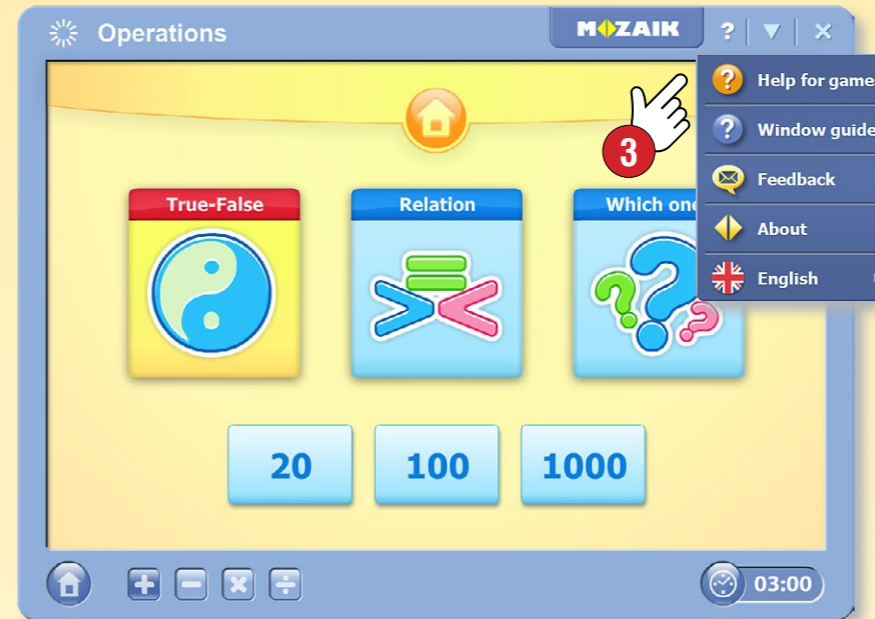 Operations
MOZAIK
?
Help for games
Window guide
Feedback
About
English
3
True-False
Relation
Which one
20
100
1000
03:00